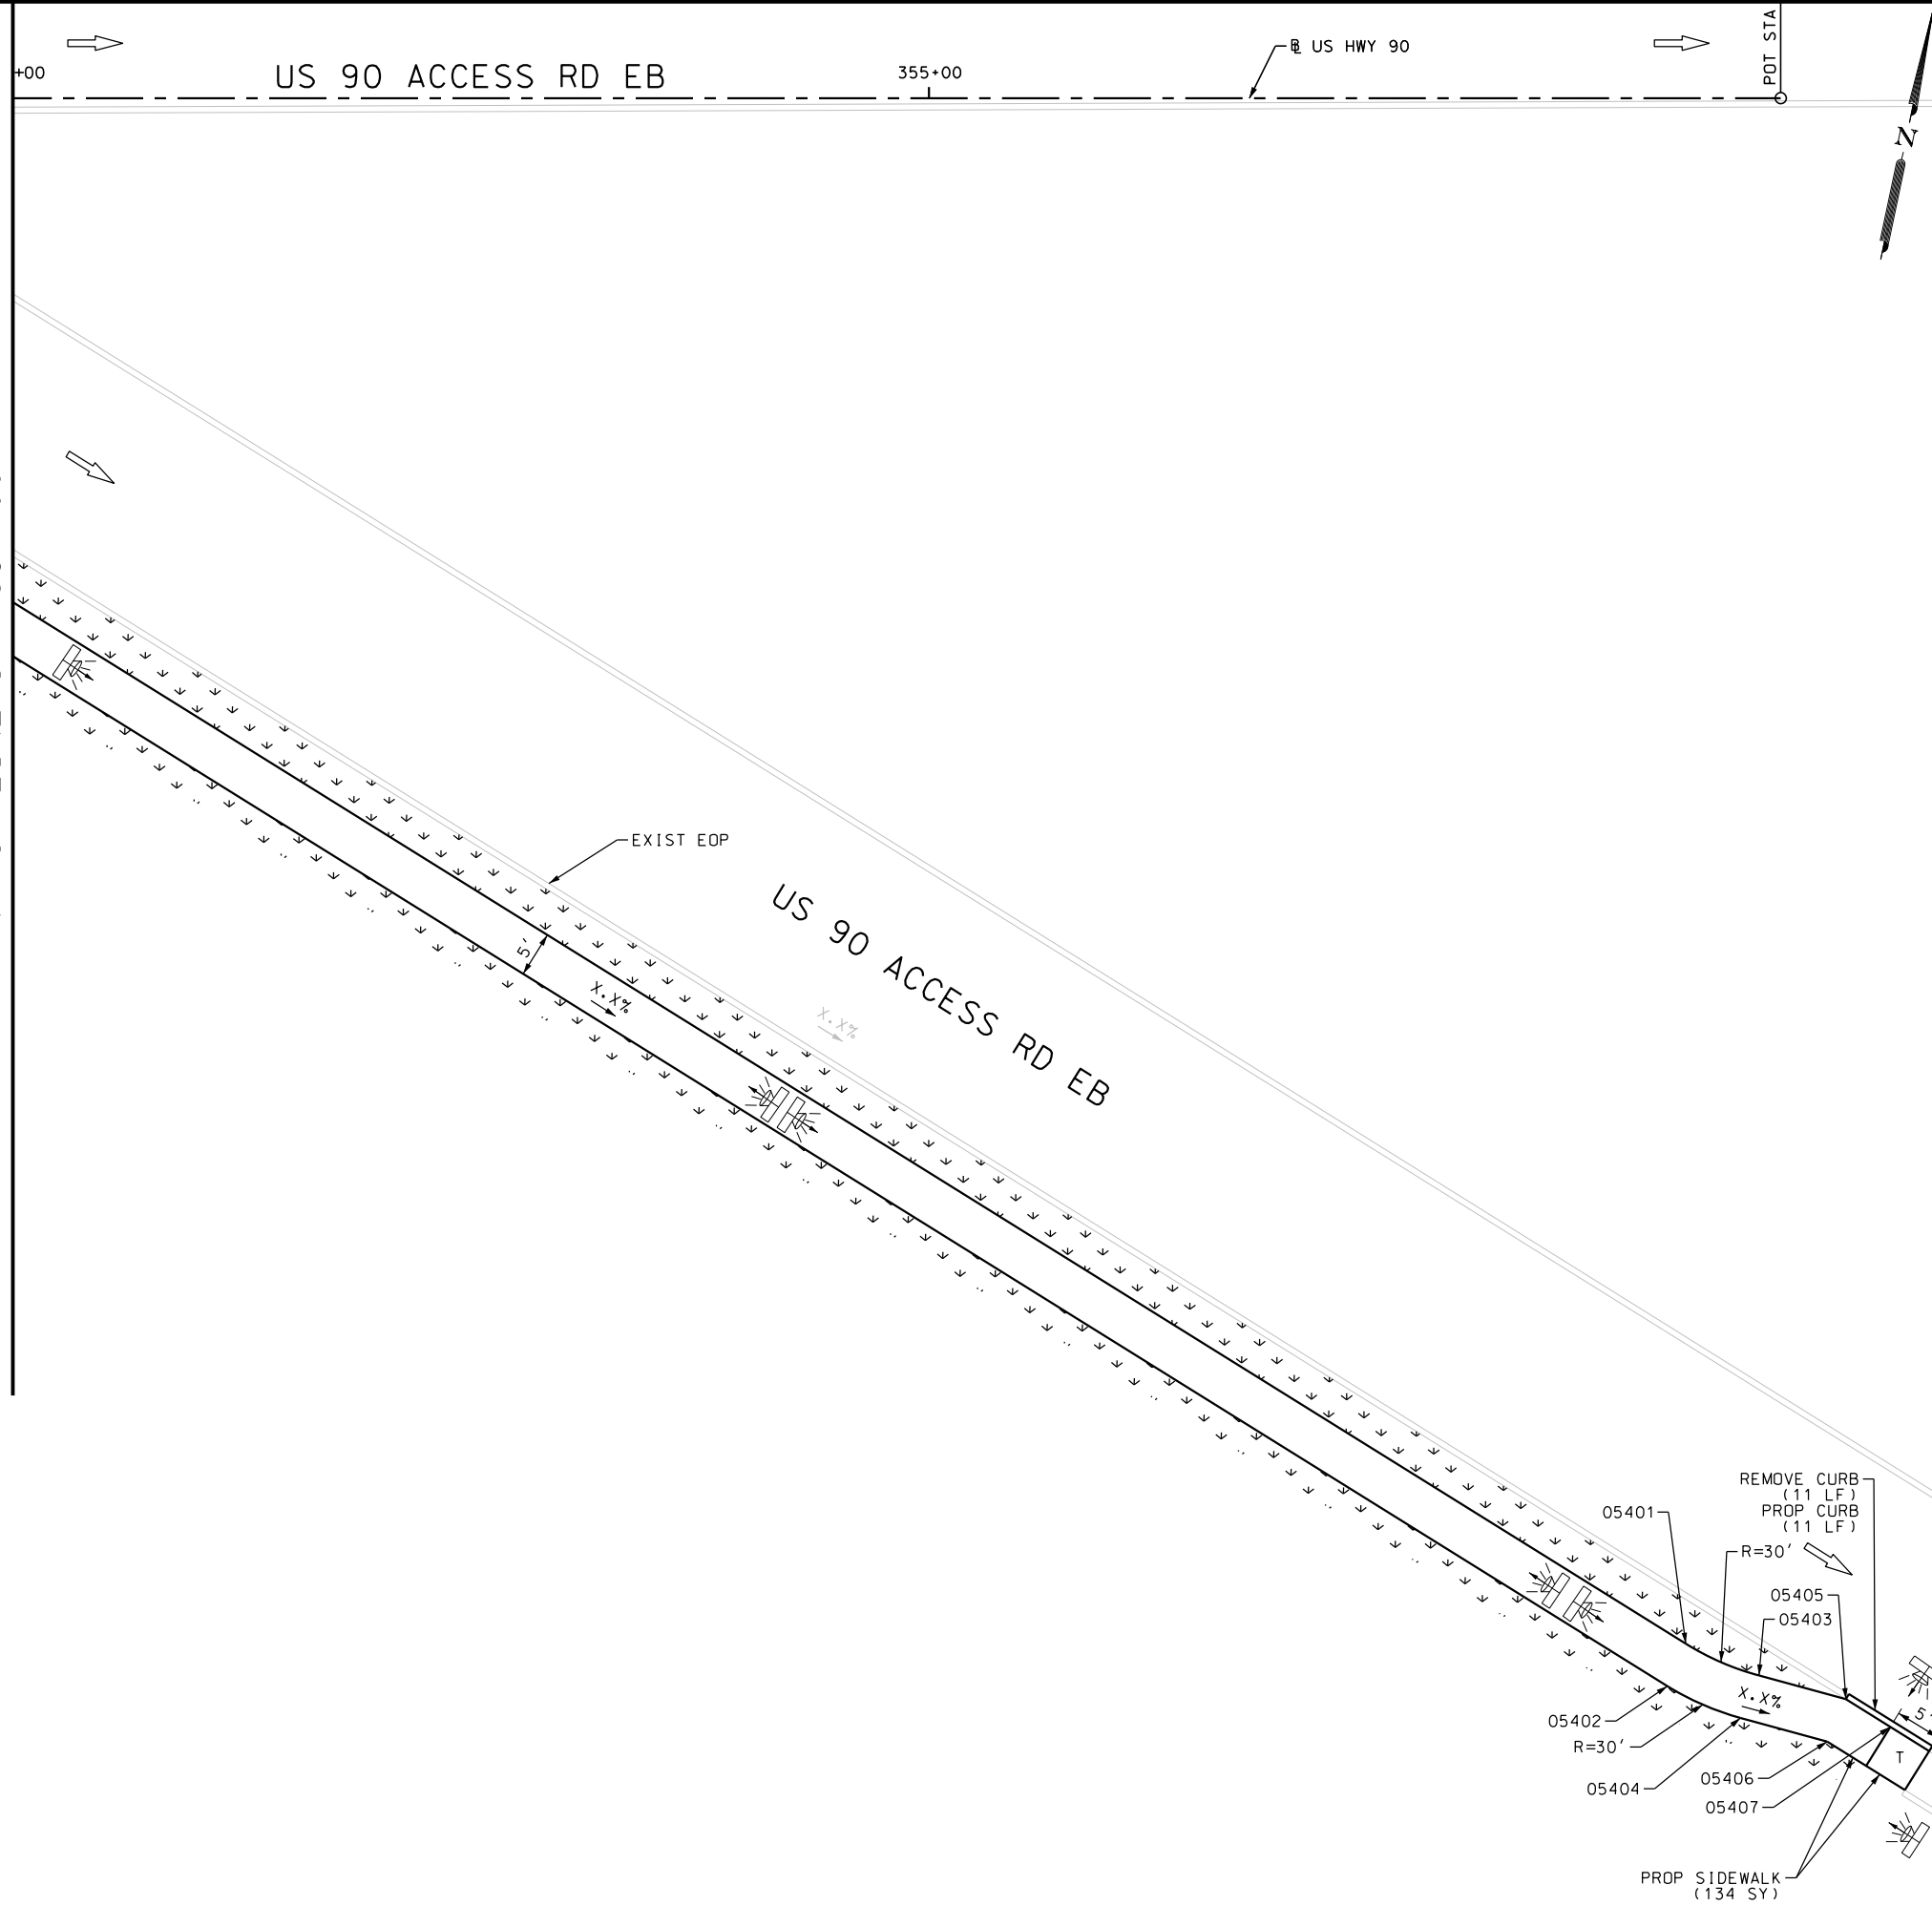 POT STA
℄ US HWY 90
+00
US 90 ACCESS RD EB
355+00
N
EXIST EOP
5'
X.X%
X.X%
US 90 ACCESS RD EB
REMOVE CURB
(11 LF)
PROP CURB
(11 LF)
05401
R=30'
05405
05403
X.X%
5'
05402
R=30'
T
05406
05404
05407
PROP SIDEWALK
(134 SY)